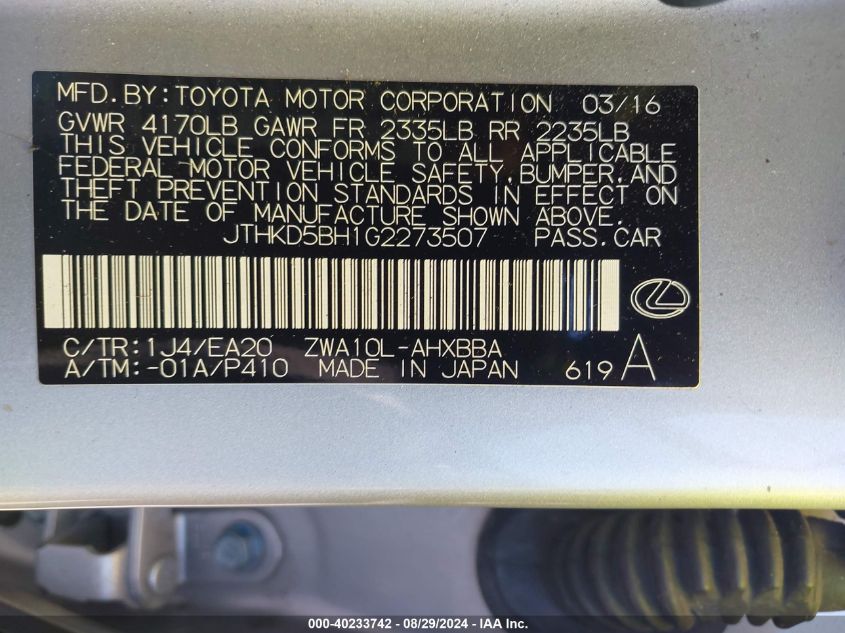 MFD.BY:TOYOTA MOTOR CORPORATION 03/16
GVWR 4170LB GAWR FR 2335LB RR 2235LB
THIS VEHICLE CONFORMS TO ALL APPLICABLE
FEDERAL MOTOR VEHICLE SAFETY,BUMPER,AND
THEFT PREVENTION STANDARDS IN EFFECT ON
THE DATE OF MANUFACTURE SHOWN ABOVE.
JTHKD5BH1G2273507 PASS.CAR
C/TR:1J4/EA20 ZWA10L-AHXBBA
A/TM:-01A/P410 MADE IN JAPAN 619 A
000-40233742 - 08/29/2024 - IAA Inc.